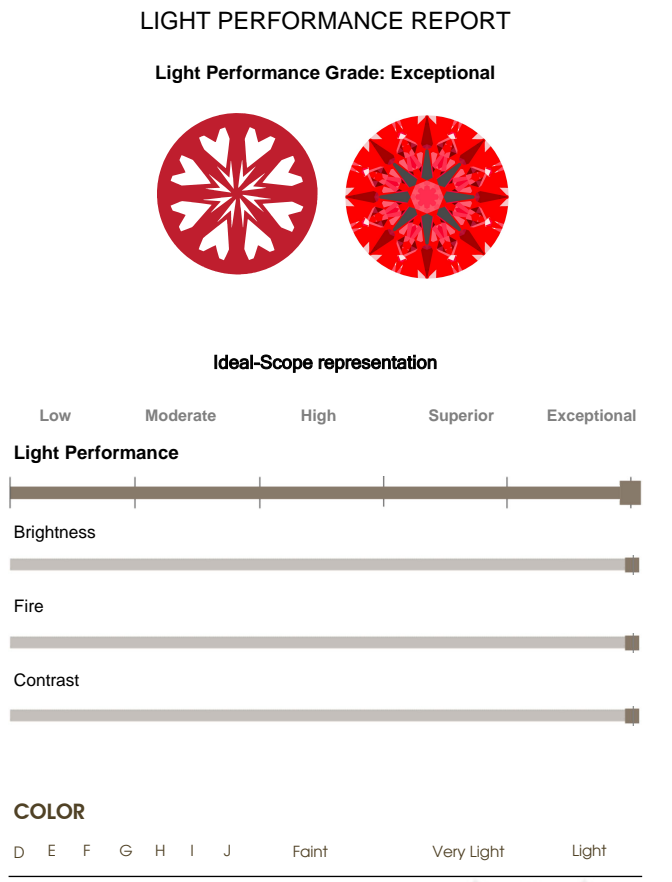 LIGHT PERFORMANCE REPORT
Light Performance Grade: Exceptional
Ideal-Scope representation
Low Moderate High Superior Exceptional
Light Performance
Brightness
Fire
Contrast
COLOR
D E F G H I J Faint Very Light Light